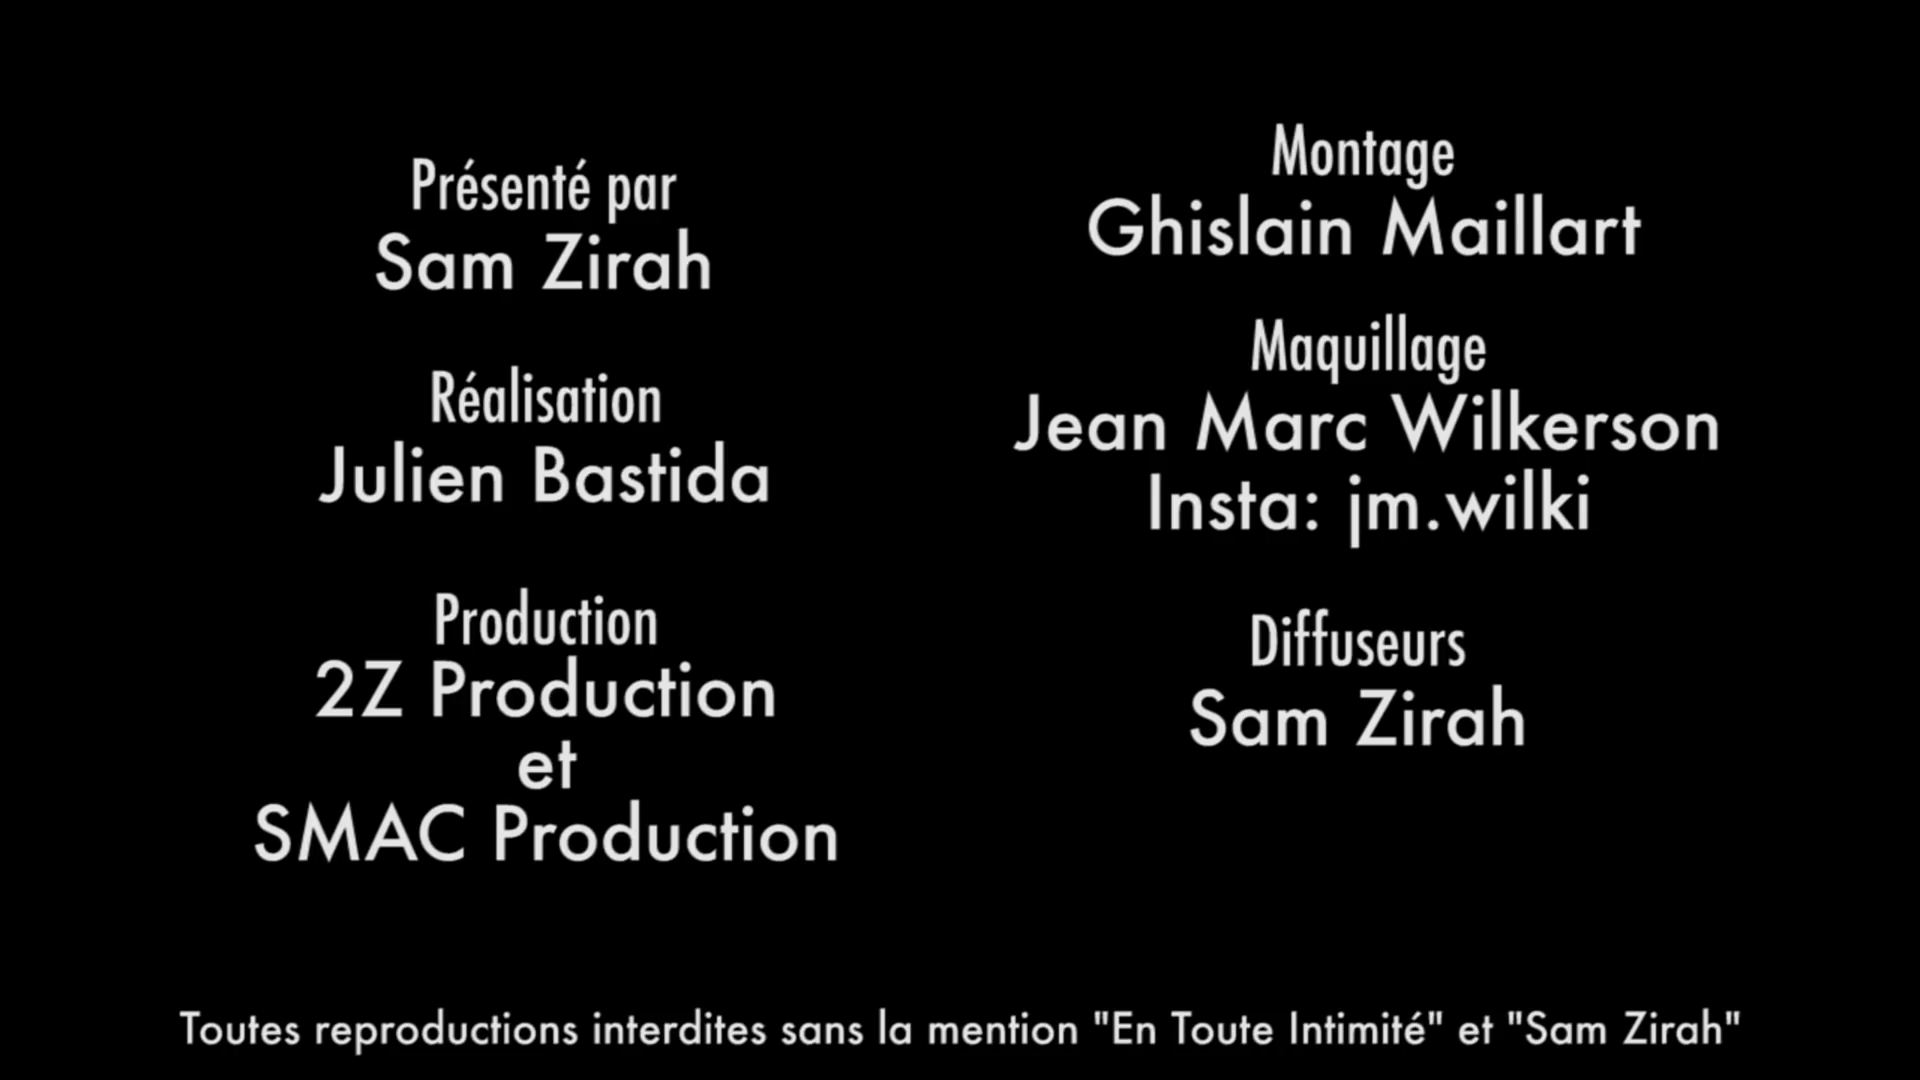 Présenté par
Sam Zirah
Réalisation
Julien Bastida
Production
2Z Production
et
SMAC Production
Montage
Ghislain Maillart
Maquillage
Jean Marc Wilkerson
Insta: jm.wilki
Diffuseurs
Sam Zirah
Toutes reproductions interdites sans la mention "En Toute Intimité" et "Sam Zirah"